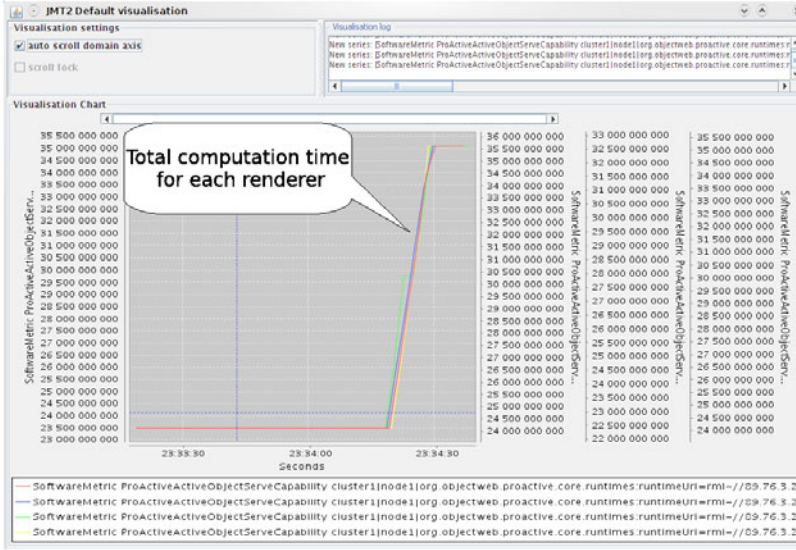 JMT2 Default visualisation
Visualisation settings
auto scroll domain axis
scroll lock
Visualisation log
New series: [SoftwareMetric ProActiveActiveObjectServeCapability cluster1|node1|org.objectweb.proactive.core.runtimes:r
New series: [SoftwareMetric ProActiveActiveObjectServeCapability cluster1|node1|org.objectweb.proactive.core.runtimes:r
New series: [SoftwareMetric ProActiveActiveObjectServeCapability cluster1|node1|org.objectweb.proactive.core.runtimes:r
Visualisation Chart
Total computation time
for each renderer
SoftwareMetric ProActiveActiveObjectServ...
35 500 000 000
35 000 000 000
34 500 000 000
34 000 000 000
33 500 000 000
33 000 000 000
32 500 000 000
32 000 000 000
31 500 000 000
31 000 000 000
30 500 000 000
30 000 000 000
29 500 000 000
29 000 000 000
28 500 000 000
28 000 000 000
27 500 000 000
27 000 000 000
26 500 000 000
26 000 000 000
25 500 000 000
25 000 000 000
24 500 000 000
24 000 000 000
23 500 000 000
23 000 000 000
23:33:30
23:34:00
23:34:30
Seconds
36 000 000 000
35 500 000 000
35 000 000 000
34 500 000 000
34 000 000 000
33 500 000 000
33 000 000 000
32 500 000 000
32 000 000 000
31 500 000 000
31 000 000 000
30 500 000 000
30 000 000 000
29 500 000 000
29 000 000 000
28 500 000 000
28 000 000 000
27 500 000 000
27 000 000 000
26 500 000 000
26 000 000 000
25 500 000 000
25 000 000 000
24 500 000 000
24 000 000 000
SoftwareMetric ProActiveActiveObjectServ...
33 000 000 000
32 500 000 000
32 000 000 000
31 500 000 000
31 000 000 000
30 500 000 000
30 000 000 000
29 500 000 000
29 000 000 000
28 500 000 000
28 000 000 000
27 500 000 000
27 000 000 000
26 500 000 000
26 000 000 000
25 500 000 000
25 000 000 000
24 500 000 000
24 000 000 000
23 500 000 000
23 000 000 000
22 500 000 000
22 000 000 000
SoftwareMetric ProActiveActiveObjectServ...
35 500 000 000
35 000 000 000
34 500 000 000
34 000 000 000
33 500 000 000
33 000 000 000
32 500 000 000
32 000 000 000
31 500 000 000
31 000 000 000
30 500 000 000
30 000 000 000
29 500 000 000
29 000 000 000
28 500 000 000
28 000 000 000
27 500 000 000
27 000 000 000
26 500 000 000
26 000 000 000
25 500 000 000
25 000 000 000
24 500 000 000
24 000 000 000
SoftwareMetric ProActiveActiveObjectServ...
SoftwareMetric ProActiveActiveObjectServeCapability cluster1|node1|org.objectweb.proactive.core.runtimes:runtimeUrl=rmi-//89.76.3.2
SoftwareMetric ProActiveActiveObjectServeCapability cluster1|node1|org.objectweb.proactive.core.runtimes:runtimeUrl=rmi-//89.76.3.2
SoftwareMetric ProActiveActiveObjectServeCapability cluster1|node1|org.objectweb.proactive.core.runtimes:runtimeUrl=rmi-//89.76.3.2
SoftwareMetric ProActiveActiveObjectServeCapability cluster1|node1|org.objectweb.proactive.core.runtimes:runtimeUrl=rmi-//89.76.3.2